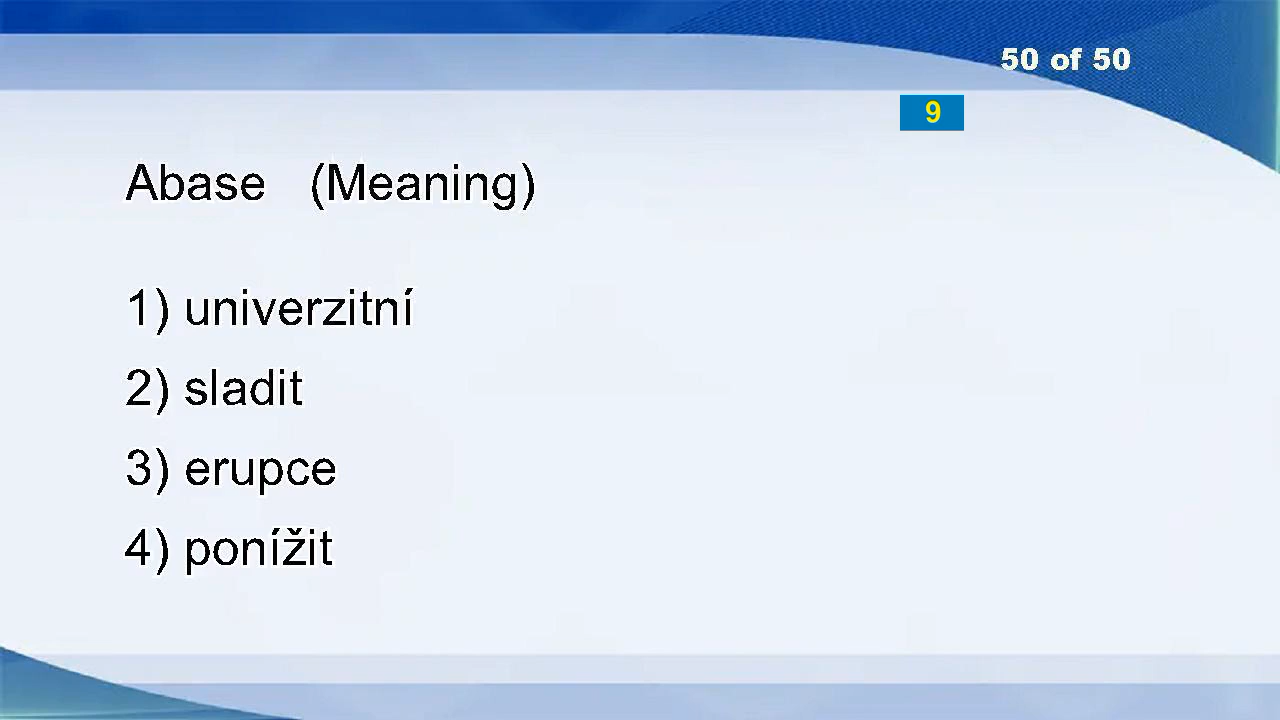 50 of 50
9
Abase (Meaning)
1) univerzitní
2) sladit
3) erupce
4) ponížit